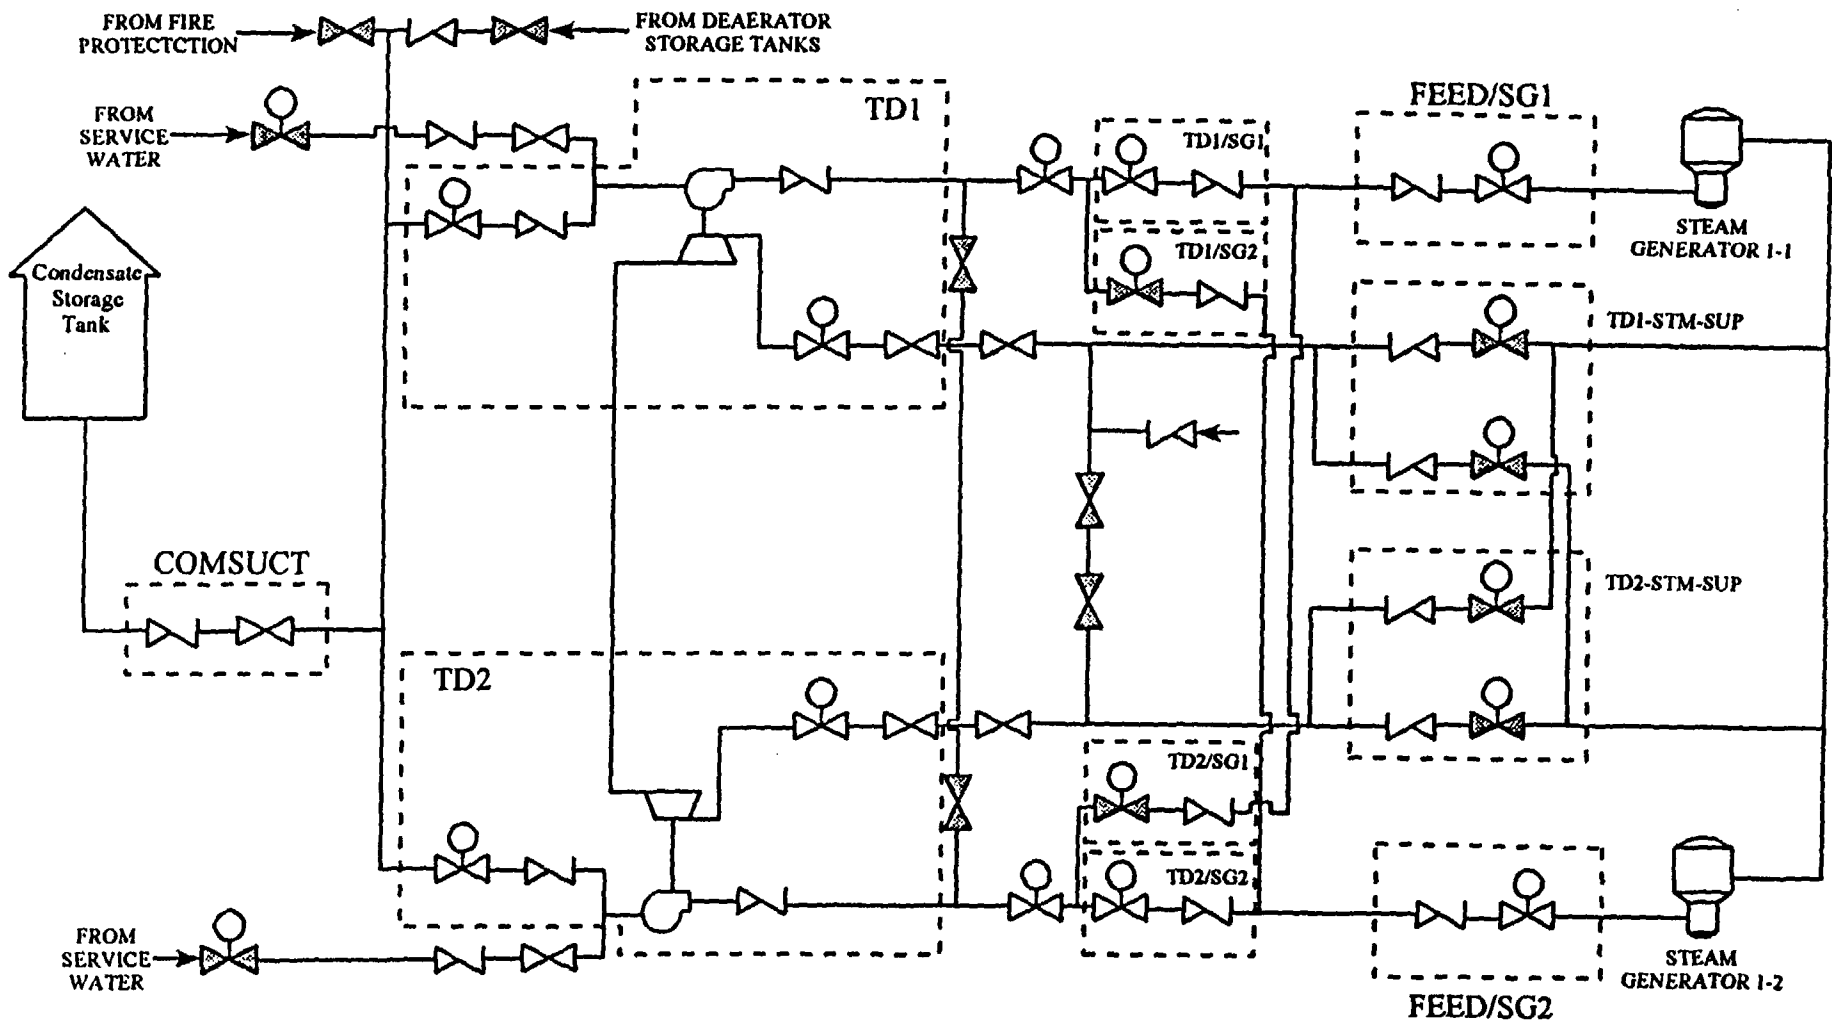 FROM FIRE
PROTECTCTION
FROM DEAERATOR
STORAGE TANKS
FROM
SERVICE
WATER
TD1
TD1/SG1
TD1/SG2
FEED/SG1
STEAM
GENERATOR 1-1
Condensate
Storage
Tank
TD1-STM-SUP
COMSUCT
TD2-STM-SUP
TD2
TD2/SG1
TD2/SG2
FROM
SERVICE
WATER
STEAM
GENERATOR 1-2
FEED/SG2